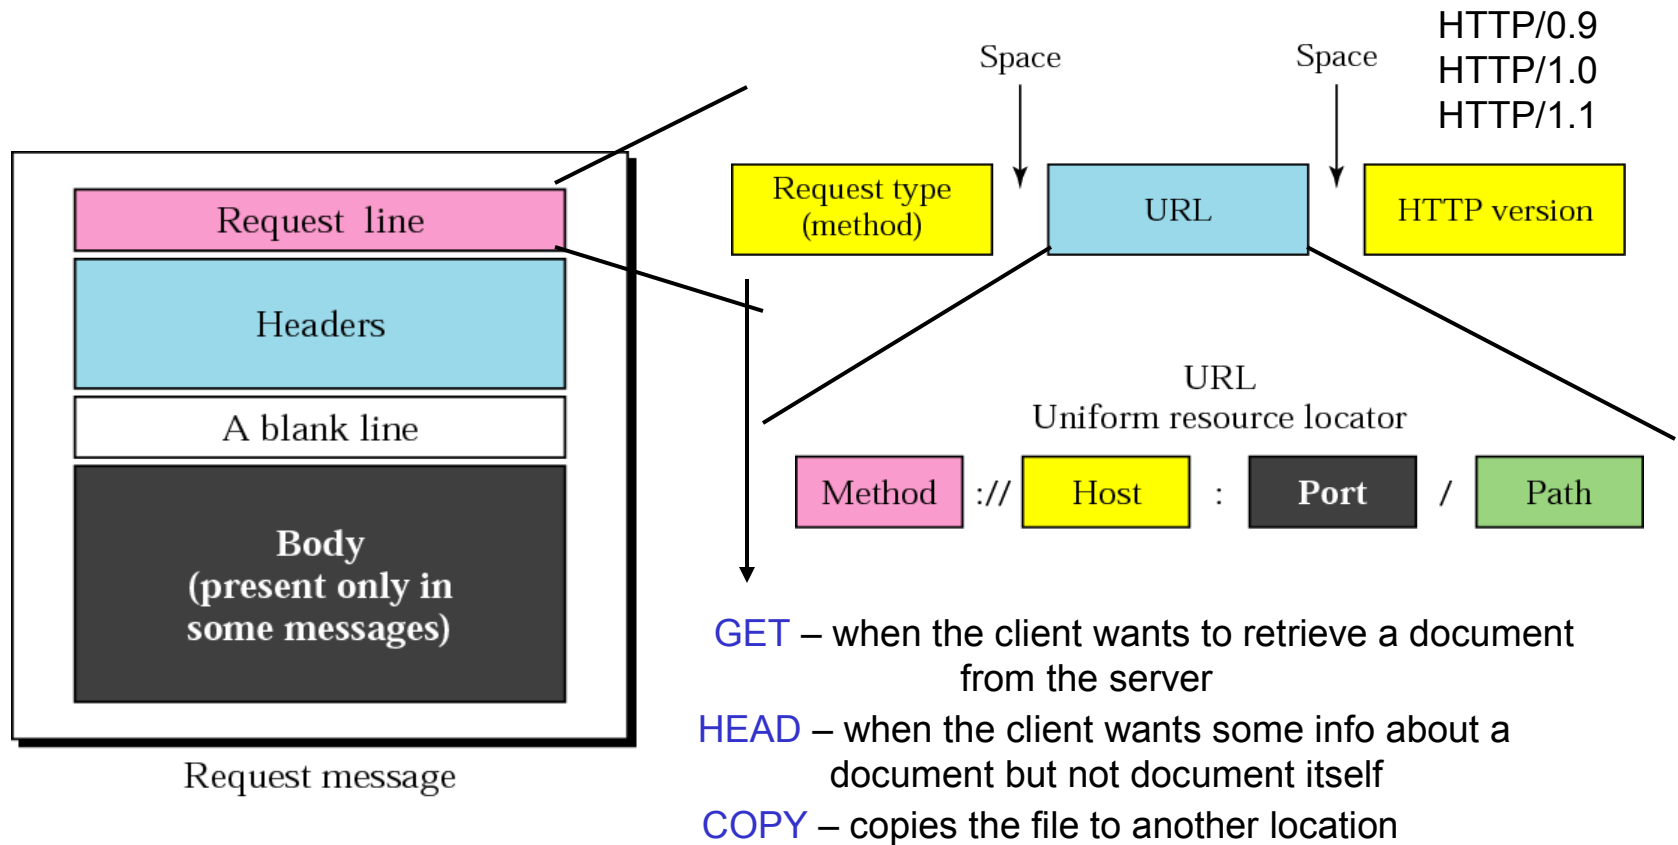 HTTP/0.9
HTTP/1.0
HTTP/1.1
Space
Space
Request type
(method)
URL
HTTP version
Request line
Headers
A blank line
Body
(present only in
some messages)
Request message
URL
Uniform resource locator
Method :// Host : Port / Path
GET – when the client wants to retrieve a document
from the server
HEAD – when the client wants some info about a
document but not document itself
COPY – copies the file to another location